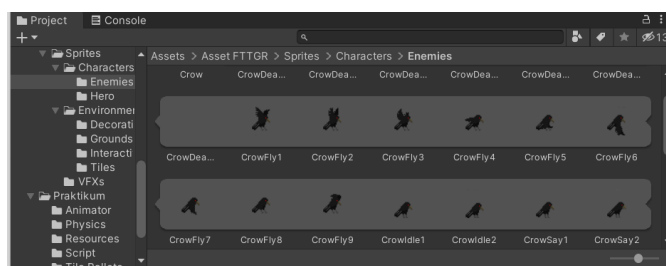 Project Console
13
Sprites
Characters
Enemies
Hero
Environmer
Decorati
Grounds
Interacti
Tiles
VFXs
Praktikum
Animator
Physics
Resources
Script
Assets > Asset FTTGR > Sprites > Characters > Enemies
Crow CrowDea... CrowDea... CrowDea... CrowDea... CrowDea... CrowDea...
CrowDea... CrowFly1 CrowFly2 CrowFly3 CrowFly4 CrowFly5 CrowFly6
CrowFly7 CrowFly8 CrowFly9 CrowIdle1 CrowIdle2 CrowSay1 CrowSay2